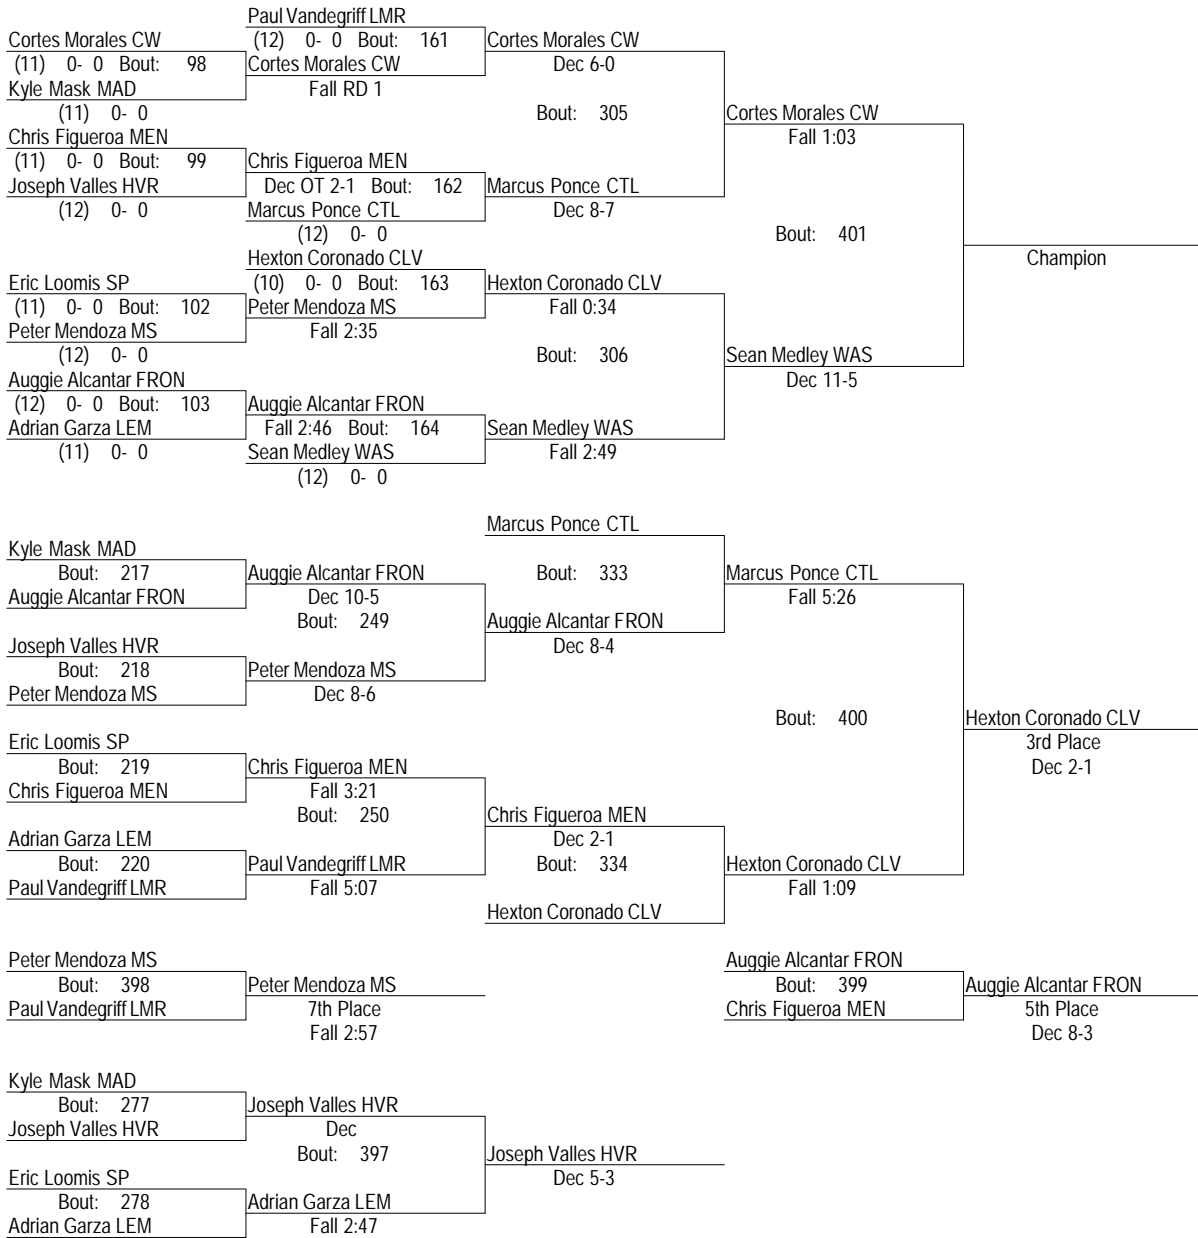 Paul Vandegriff LMR
Cortes Morales CW (12) 0- 0 Bout: 161 Cortes Morales CW
(11) 0- 0 Bout: 98 Cortes Morales CW Dec 6-0
Kyle Mask MAD Fall RD 1
(11) 0- 0 Bout: 305 Cortes Morales CW
Chris Figueroa MEN Fall 1:03
(11) 0- 0 Bout: 99 Chris Figueroa MEN
Joseph Valles HVR Dec OT 2-1 Bout: 162 Marcus Ponce CTL
(12) 0- 0 Marcus Ponce CTL Dec 8-7
(12) 0- 0 Bout: 401
Hexton Coronado CLV Champion
Eric Loomis SP (10) 0- 0 Bout: 163 Hexton Coronado CLV
(11) 0- 0 Bout: 102 Peter Mendoza MS Fall 0:34
Peter Mendoza MS Fall 2:35
(12) 0- 0 Bout: 306 Sean Medley WAS
Auggie Alcantar FRON Dec 11-5
(12) 0- 0 Bout: 103 Auggie Alcantar FRON
Adrian Garza LEM Fall 2:46 Bout: 164 Sean Medley WAS
(11) 0- 0 Sean Medley WAS Fall 2:49
(12) 0- 0
Marcus Ponce CTL
Kyle Mask MAD
Bout: 217 Auggie Alcantar FRON Bout: 333 Marcus Ponce CTL
Auggie Alcantar FRON Dec 10-5 Fall 5:26
Bout: 249 Auggie Alcantar FRON
Joseph Valles HVR Dec 8-4
Bout: 218 Peter Mendoza MS
Peter Mendoza MS Dec 8-6
Bout: 400 Hexton Coronado CLV
Eric Loomis SP 3rd Place
Bout: 219 Chris Figueroa MEN Dec 2-1
Chris Figueroa MEN Fall 3:21
Bout: 250 Chris Figueroa MEN
Adrian Garza LEM Dec 2-1
Bout: 220 Paul Vandegriff LMR Bout: 334 Hexton Coronado CLV
Paul Vandegriff LMR Fall 5:07 Fall 1:09
Hexton Coronado CLV
Peter Mendoza MS Auggie Alcantar FRON
Bout: 398 Peter Mendoza MS Bout: 399 Auggie Alcantar FRON
Paul Vandegriff LMR 7th Place Chris Figueroa MEN 5th Place
Fall 2:57 Dec 8-3
Kyle Mask MAD
Bout: 277 Joseph Valles HVR
Joseph Valles HVR Dec
Bout: 397 Joseph Valles HVR
Eric Loomis SP Dec 5-3
Bout: 278 Adrian Garza LEM
Adrian Garza LEM Fall 2:47